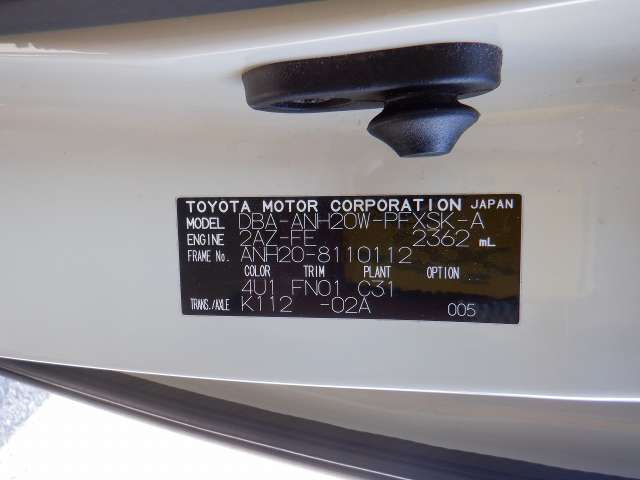 TOYOTA MOTOR CORPORATION JAPAN
MODEL DBA-ANH20W-PFXSK-A
ENGINE 2AZ-FE 2362 mL
FRAME No. ANH20-8110112
COLOR TRIM PLANT OPTION
4U1 FN01 C31
TRANS./AXLE K112 -02A 005